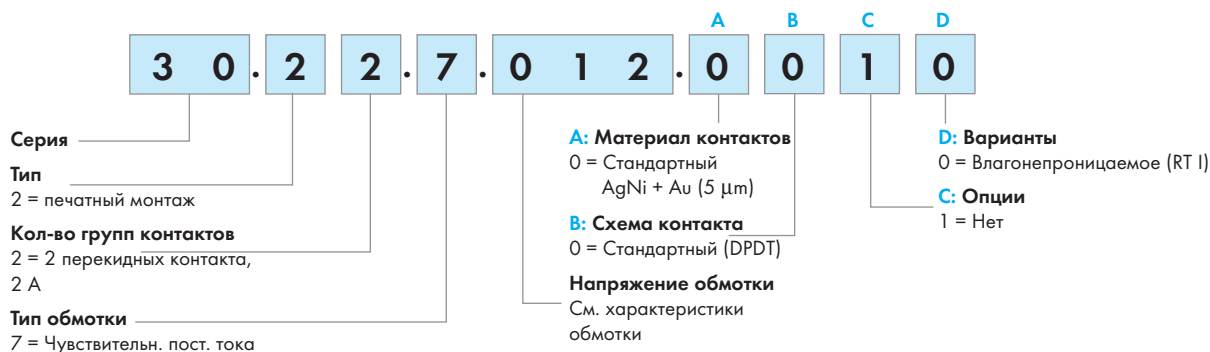 A B C D
3 0 . 2 2 . 7 . 0 1 2 . 0 0 1 0
Серия
Тип
2 = печатный монтаж
Кол-во групп контактов
2 = 2 перекидных контакта,
2 A
Тип обмотки
7 = Чувствительн. пост. тока
A: Материал контактов
0 = Стандартный
AgNi + Au (5 µm)
B: Схема контакта
0 = Стандартный (DPDT)
Напряжение обмотки
См. характеристики
обмотки
D: Варианты
0 = Влагонепроницаемое (RT I)
C: Опции
1 = Нет